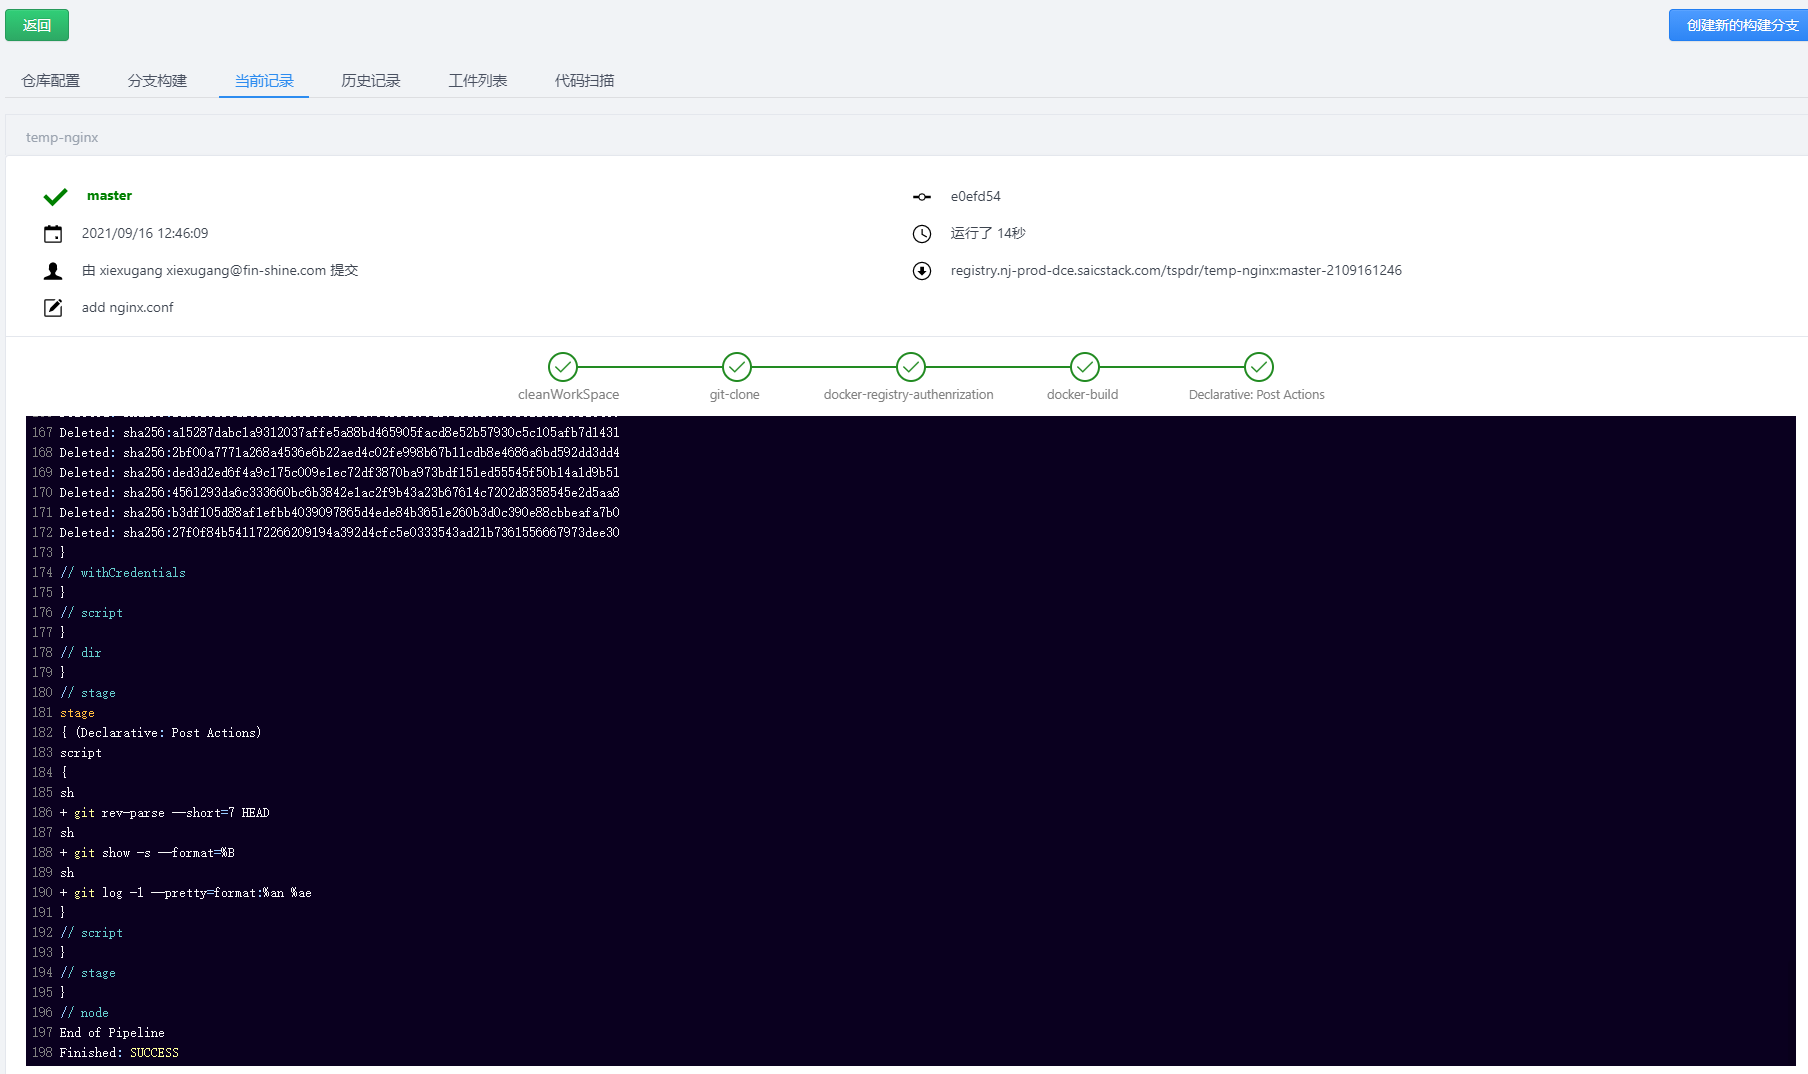 返回
创建新的构建分支
仓库配置 分支构建 当前记录 历史记录 工件列表 代码扫描
temp-nginx
master
e0efd54
2021/09/16 12:46:09
运行了 14秒
由 xiexugang xiexugang@fin-shine.com 提交
registry.nj-prod-dce.saicstack.com/tspdr/temp-nginx:master-2109161246
add nginx.conf
cleanWorkSpace git-clone docker-registry-authenrization docker-build Declarative: Post Actions
167 Deleted: sha256:a15287dabc1a9312037affe5a88bd465905facd8e52b57930c5c105afb7d1431
168 Deleted: sha256:2bf00a7771a268a4536e6b22aed4c02fe998b67b11cdb8e4686a6bd592dd3dd4
169 Deleted: sha256:ded3d2ed6f4a9c175c009e1ec72df3870ba973bdf151ed55545f50b14a1d9b51
170 Deleted: sha256:4561293da6c333660bc6b3842e1ac2f9b43a23b67614c7202d8358545e2d5aa8
171 Deleted: sha256:b3df105d88af1efbb4039097865d4ede84b3651e260b3d0c390e88cbbeafa7b0
172 Deleted: sha256:27f0f84b541172266209194a392d4cfc5e0333543ad21b7361556667973dee30
173 }
174 // withCredentials
175 }
176 // script
177 }
178 // dir
179 }
180 // stage
181 stage
182 { (Declarative: Post Actions)
183 script
184 {
185 sh
186 + git rev-parse --short=7 HEAD
187 sh
188 + git show -s --format=%B
189 sh
190 + git log -1 --pretty=format:%an %ae
191 }
192 // script
193 }
194 // stage
195 }
196 // node
197 End of Pipeline
198 Finished: SUCCESS